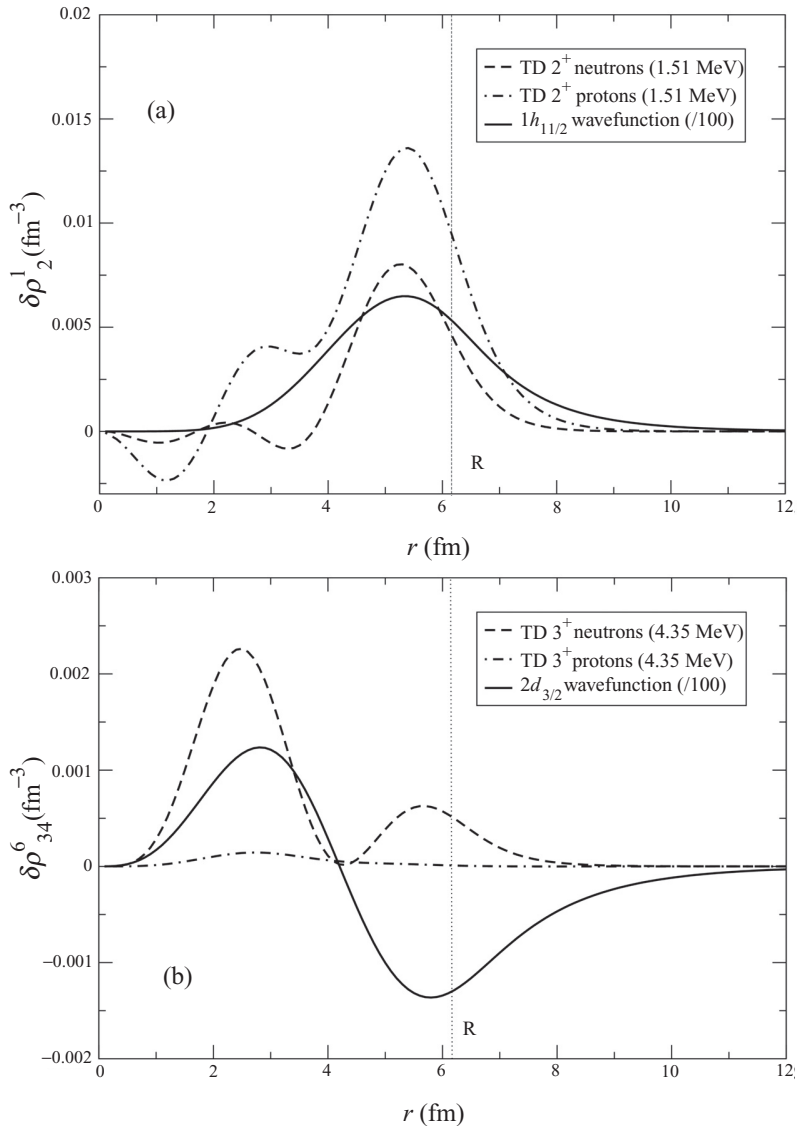 0.02
TD 2⁺ neutrons (1.51 MeV)
TD 2⁺ protons (1.51 MeV)
1h₁₁/₂ wavefunction (/100)
(a)
0.015
0.01
0.005
0
δρ¹₂(fm⁻³)
R
0 2 4 6 8 10 12
r (fm)
0.003
TD 3⁺ neutrons (4.35 MeV)
TD 3⁺ protons (4.35 MeV)
2d₃/₂ wavefunction (/100)
0.002
0.001
0
−0.001
−0.002
δρ⁶₃₄(fm⁻³)
(b)
R
0 2 4 6 8 10 12
r (fm)